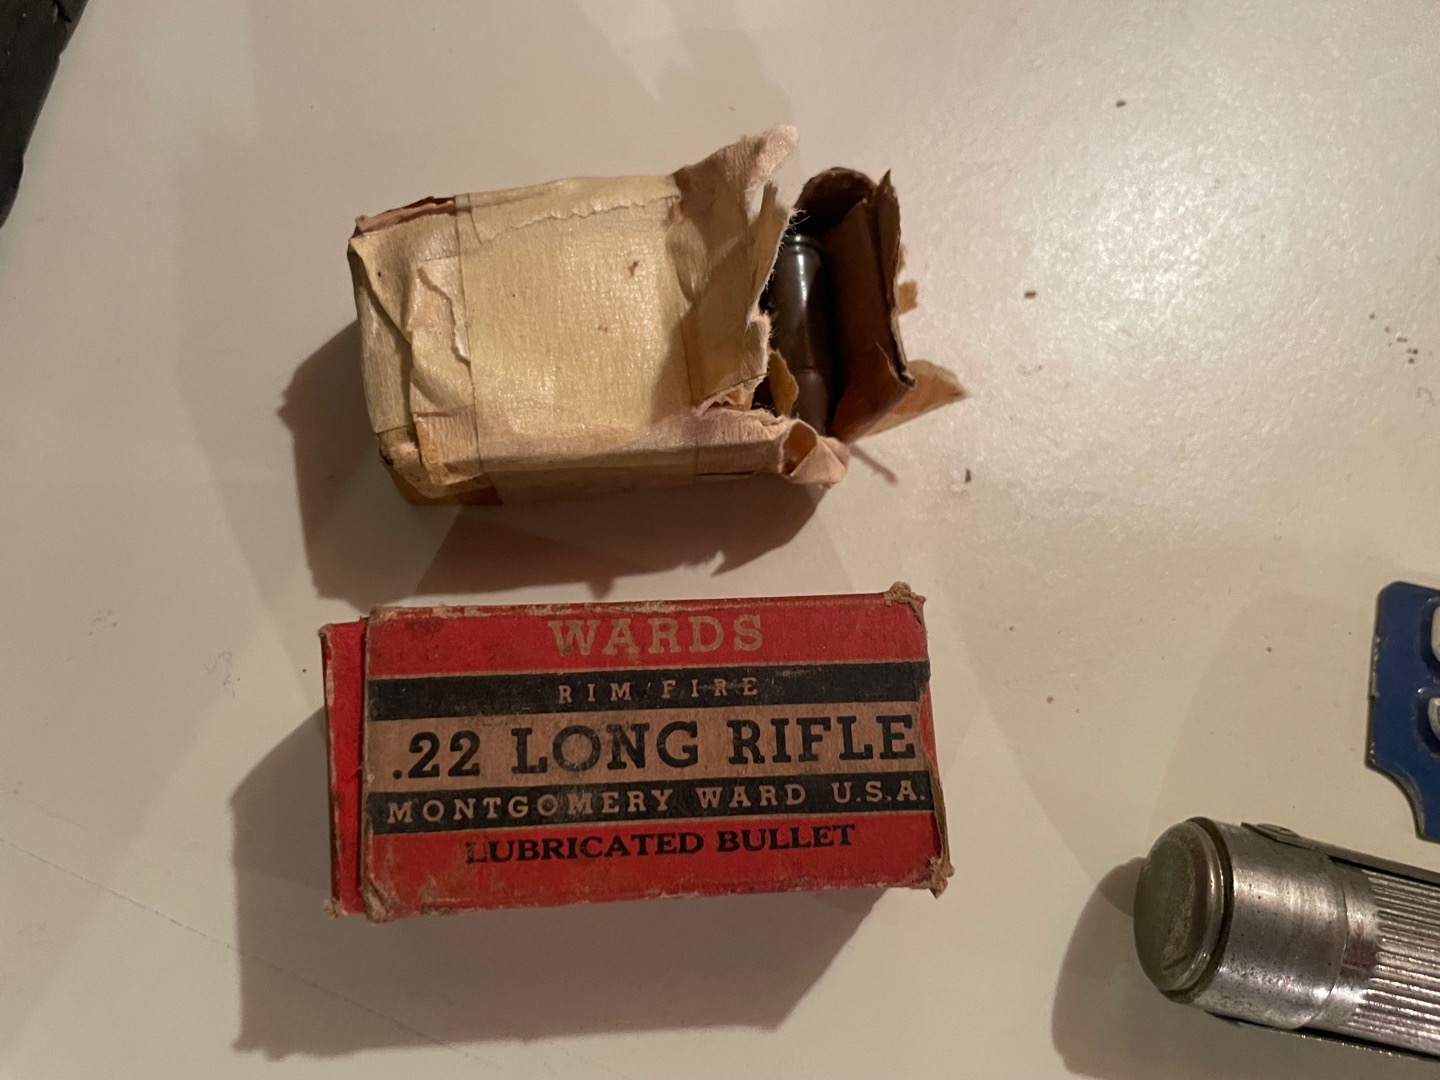 WARDS
RIM FIRE
.22 LONG RIFLE
MONTGOMERY WARD U.S.A.
LUBRICATED BULLET